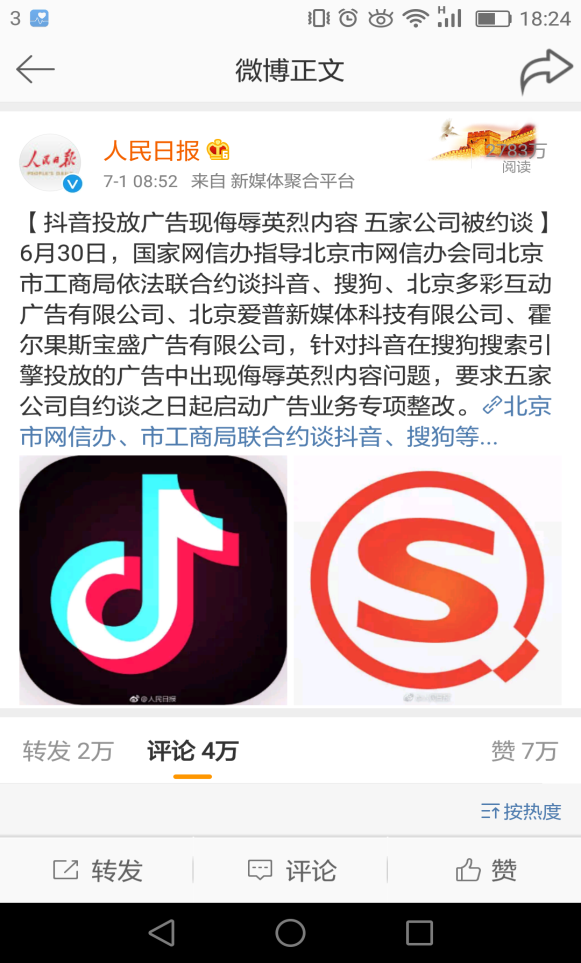 3
H
18:24
微博正文
人民日报
PEOPLE'S DAILY
人民日报
2783万
阅读
7-1 08:52 来自 新媒体聚合平台
【 抖音投放广告现侮辱英烈内容 五家公司被约谈 】
6月30日，国家网信办指导北京市网信办会同北京
市工商局依法联合约谈抖音、搜狗、北京多彩互动
广告有限公司、北京爱普新媒体科技有限公司、霍
尔果斯宝盛广告有限公司，针对抖音在搜狗搜索引
擎投放的广告中出现侮辱英烈内容问题，要求五家
公司自约谈之日起启动广告业务专项整改。北京
市网信办、市工商局联合约谈抖音、搜狗等...
@人民日报
转发 2万
评论 4万
赞 7万
按热度
转发
评论
赞